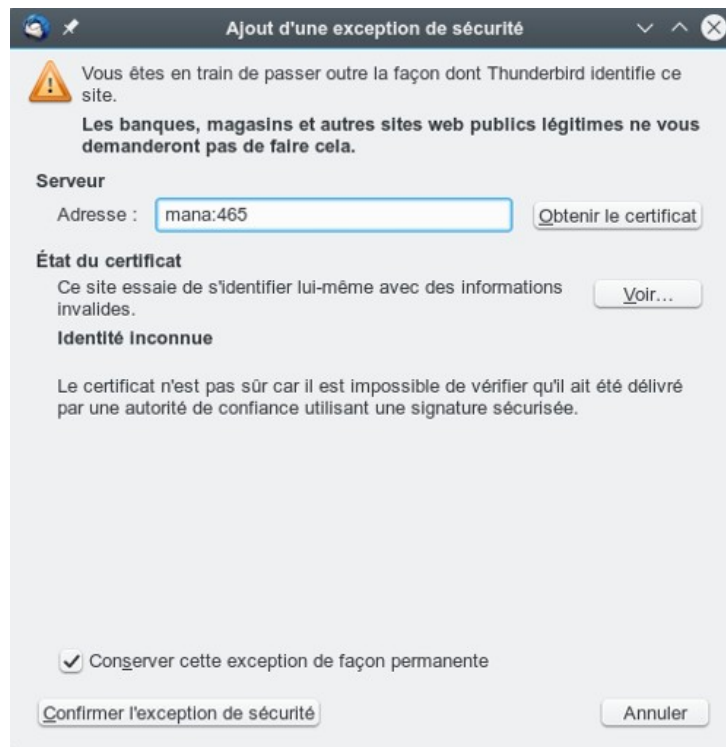 Ajout d'une exception de sécurité
Vous êtes en train de passer outre la façon dont Thunderbird identifie ce
site.
Les banques, magasins et autres sites web publics légitimes ne vous
demanderont pas de faire cela.
Serveur
Adresse : mana:465 Obtenir le certificat
État du certificat
Ce site essaie de s'identifier lui-même avec des informations
invalides.
Voir...
Identité inconnue
Le certificat n'est pas sûr car il est impossible de vérifier qu'il ait été délivré
par une autorité de confiance utilisant une signature sécurisée.
Conserver cette exception de façon permanente
Confirmer l'exception de sécurité Annuler